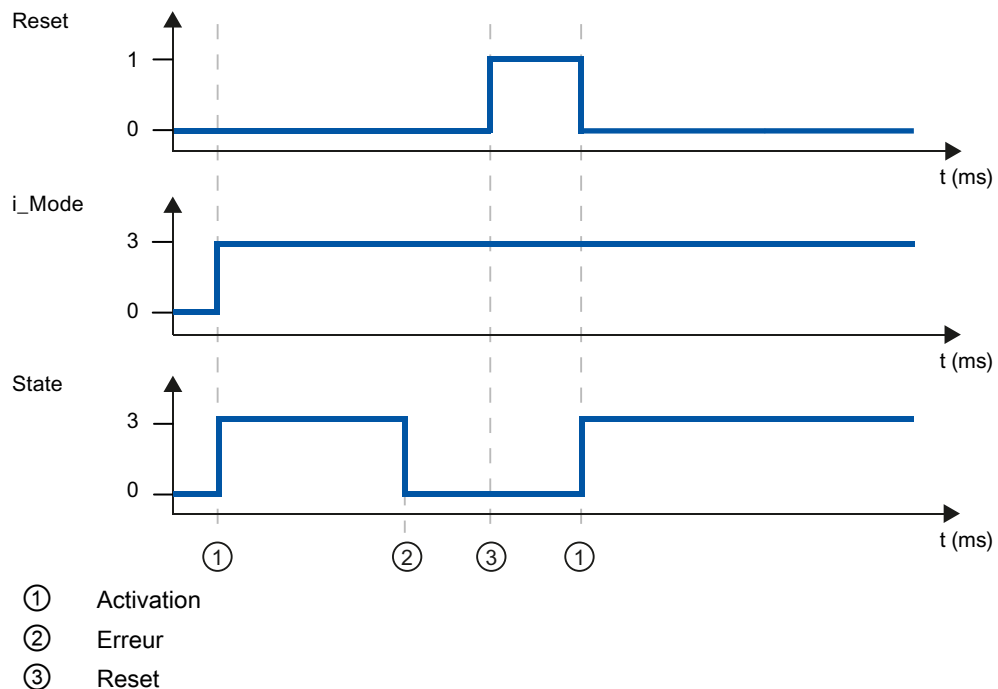 Reset
1
0
t (ms)
i_Mode
3
0
t (ms)
State
3
0
t (ms)
① ② ③ ①
① Activation
② Erreur
③ Reset